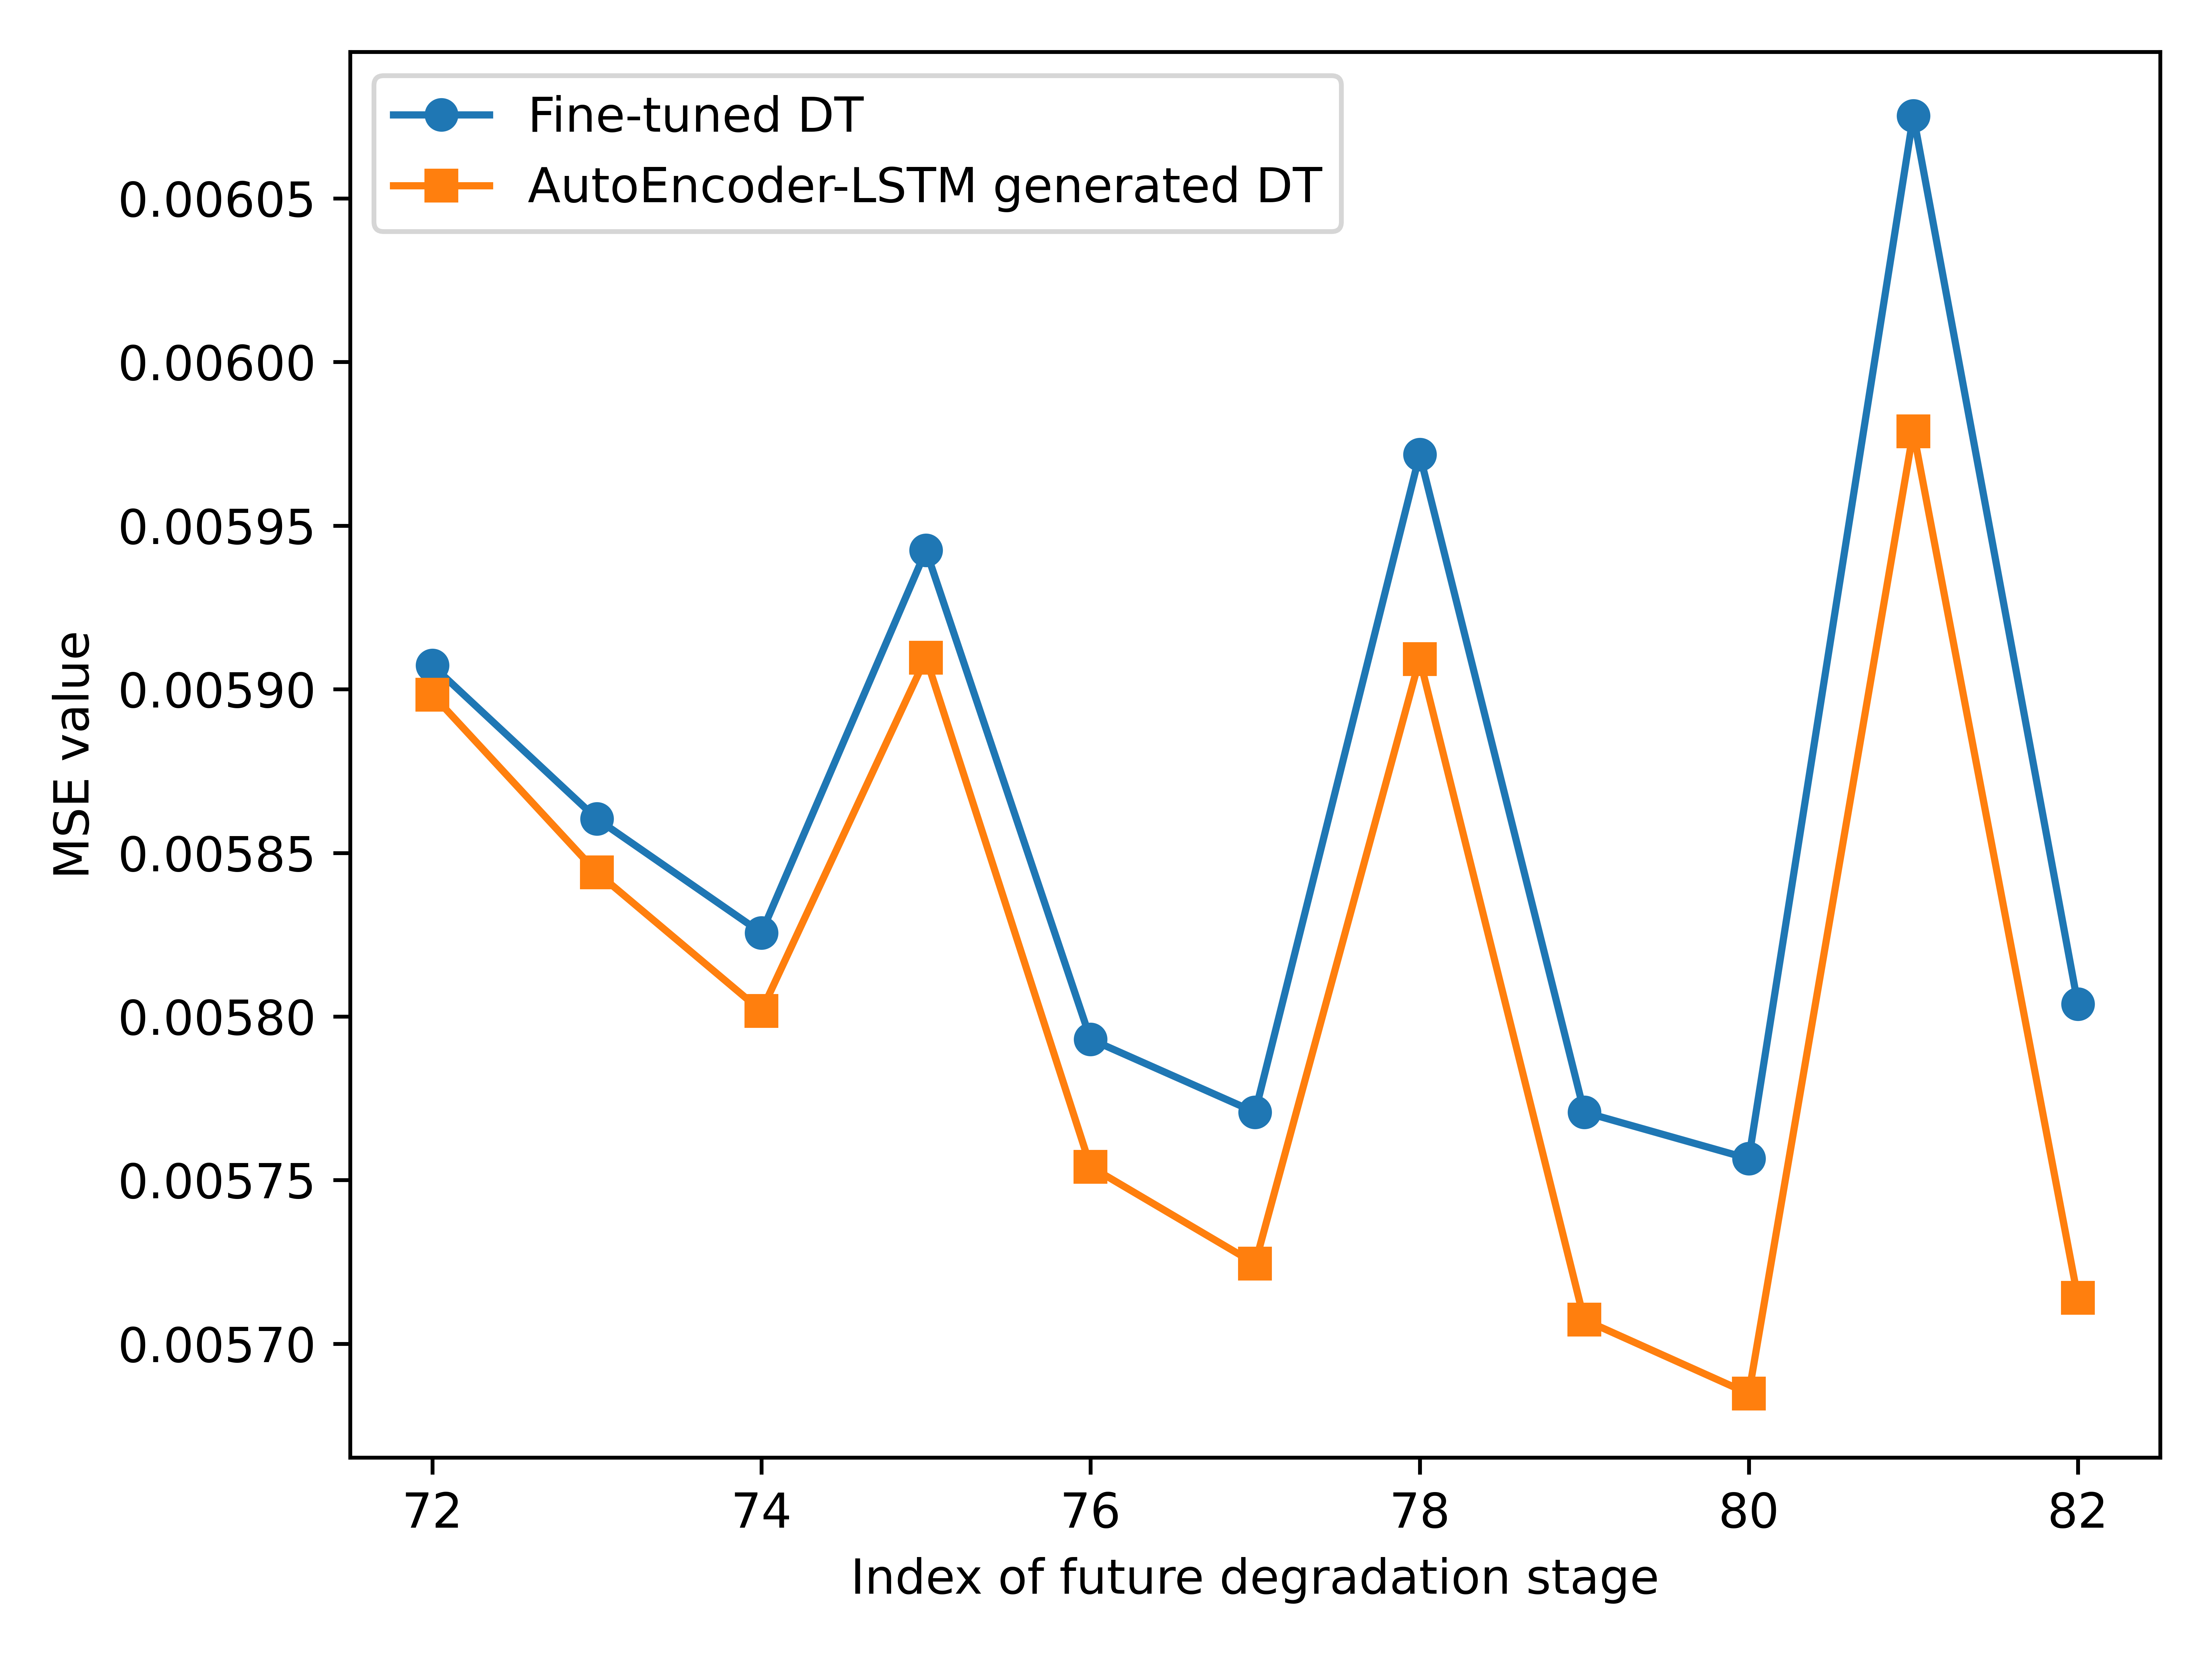 Fine-tuned DT
AutoEncoder-LSTM generated DT
0.00605
0.00600
0.00595
0.00590
0.00585
0.00580
0.00575
0.00570
MSE value
72 74 76 78 80 82
Index of future degradation stage